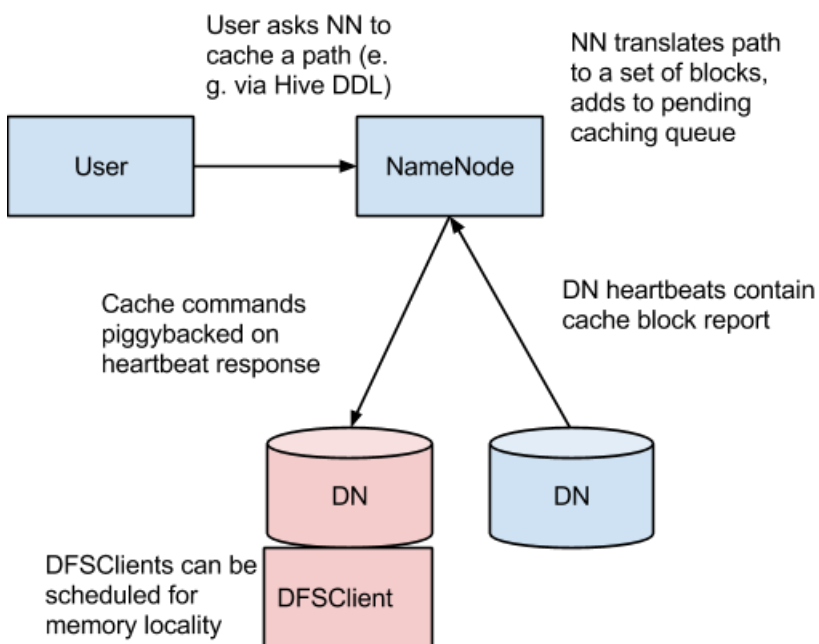 User asks NN to
cache a path (e.
g. via Hive DDL)
NN translates path
to a set of blocks,
adds to pending
caching queue
User
NameNode
Cache commands
piggybacked on
heartbeat response
DN heartbeats contain
cache block report
DN
DN
DFSClients can be
scheduled for
memory locality
DFSClient